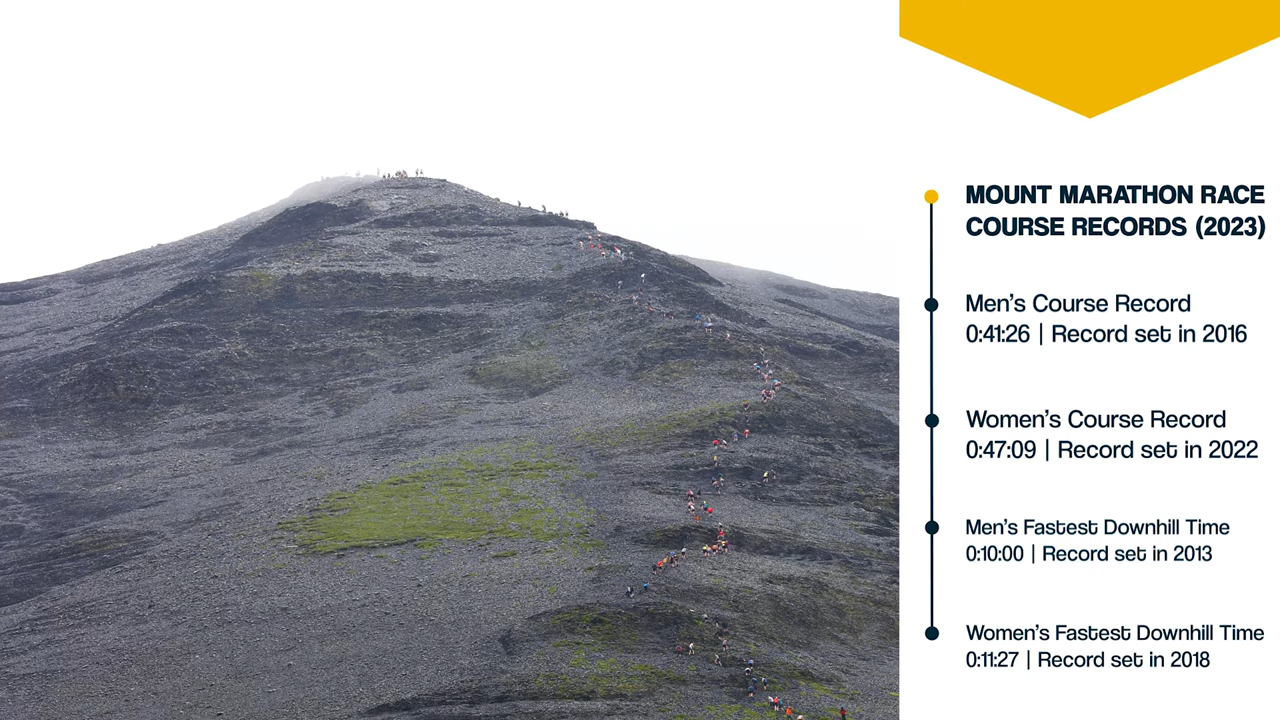 MOUNT MARATHON RACE
COURSE RECORDS (2023)
Men's Course Record
0:41:26 | Record set in 2016
Women's Course Record
0:47:09 | Record set in 2022
Men's Fastest Downhill Time
0:10:00 | Record set in 2013
Women's Fastest Downhill Time
0:11:27 | Record set in 2018